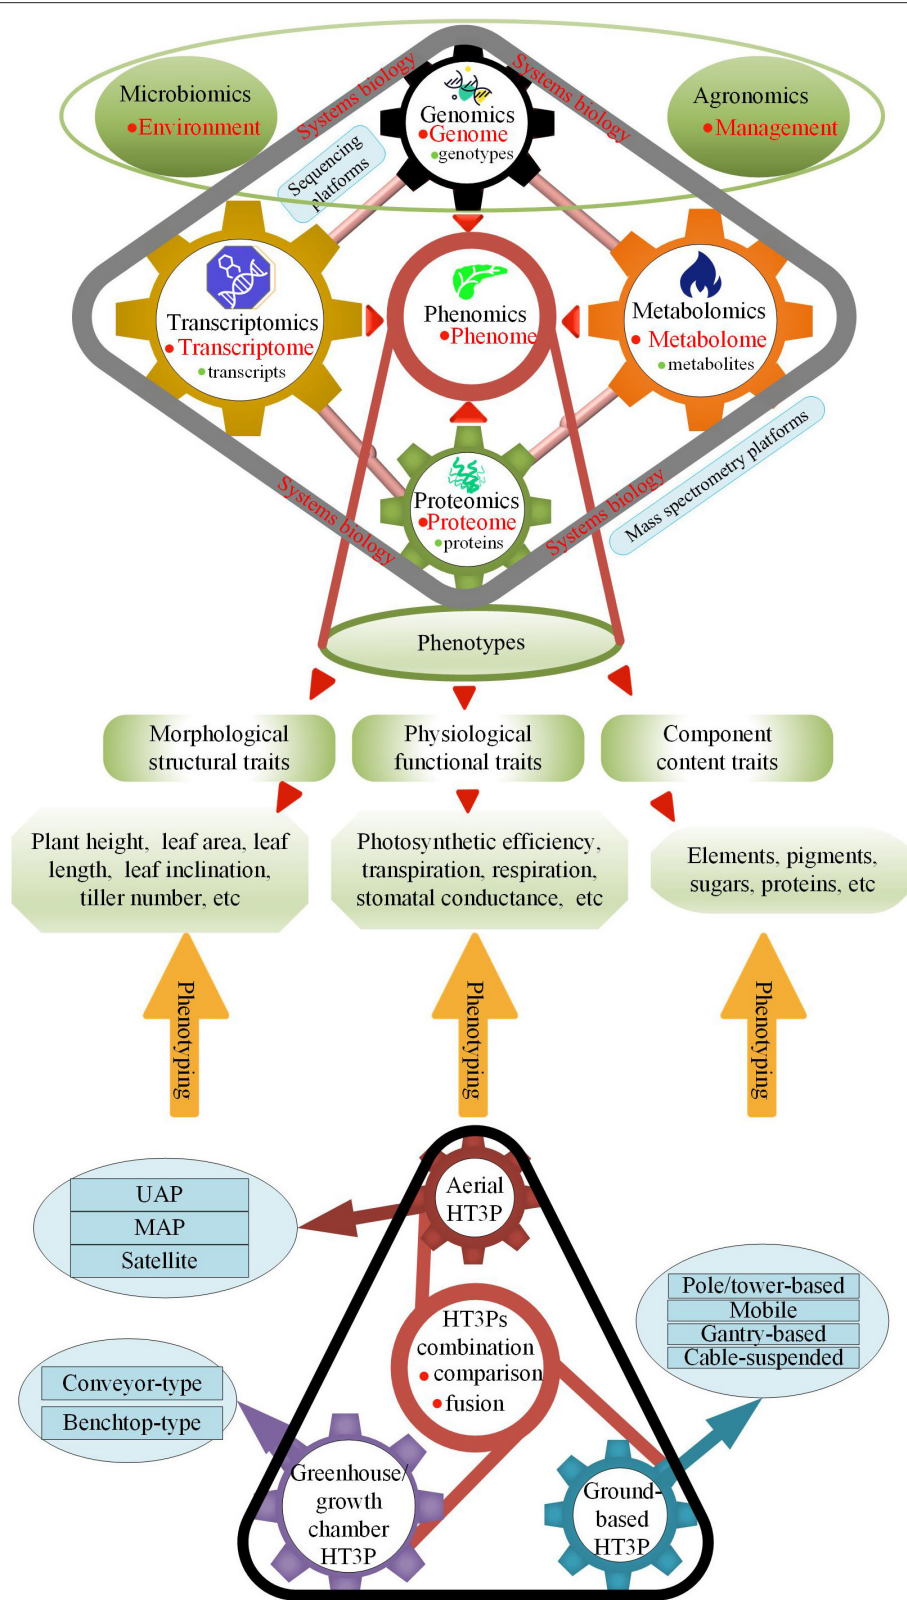 Microbiomics
•Environment
Agronomics
•Management
Systems biology
Systems biology
Genomics
•Genome
•genotypes
Sequencing
platforms
Transcriptomics
•Transcriptome
•transcripts
Phenomics
•Phenome
Metabolomics
•Metabolome
•metabolites
Proteomics
•Proteome
•proteins
Systems biology
Systems biology
Mass spectrometry platforms
Phenotypes
Morphological
structural traits
Physiological
functional traits
Component
content traits
Plant height, leaf area, leaf
length, leaf inclination,
tiller number, etc
Photosynthetic efficiency,
transpiration, respiration,
stomatal conductance, etc
Elements, pigments,
sugars, proteins, etc
Phenotyping
Phenotyping
Phenotyping
Aerial
HT3P
UAP
MAP
Satellite
Pole/tower-based
Mobile
Gantry-based
Cable-suspended
HT3Ps
combination
•comparison
•fusion
Conveyor-type
Benchtop-type
Greenhouse/
growth
chamber
HT3P
Ground-
based
HT3P